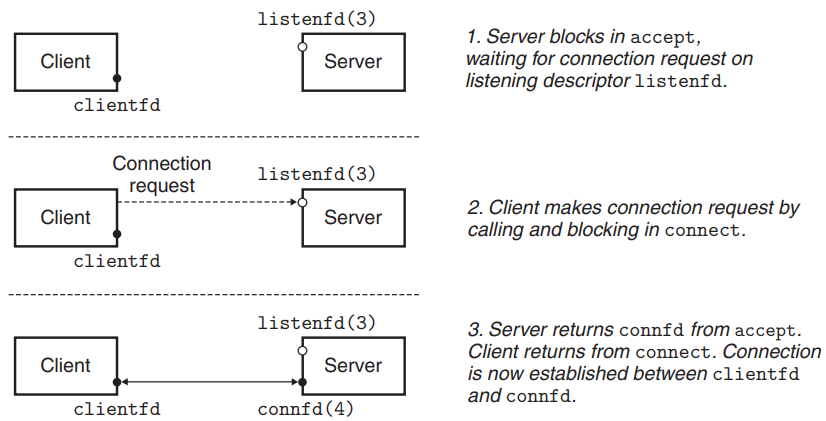 listenfd(3)
Client
Server
clientfd
1. Server blocks in accept,
waiting for connection request on
listening descriptor listenfd.
Connection
request
listenfd(3)
Client
Server
clientfd
2. Client makes connection request by
calling and blocking in connect.
listenfd(3)
Client
Server
clientfd
connfd(4)
3. Server returns connfd from accept.
Client returns from connect. Connection
is now established between clientfd
and connfd.